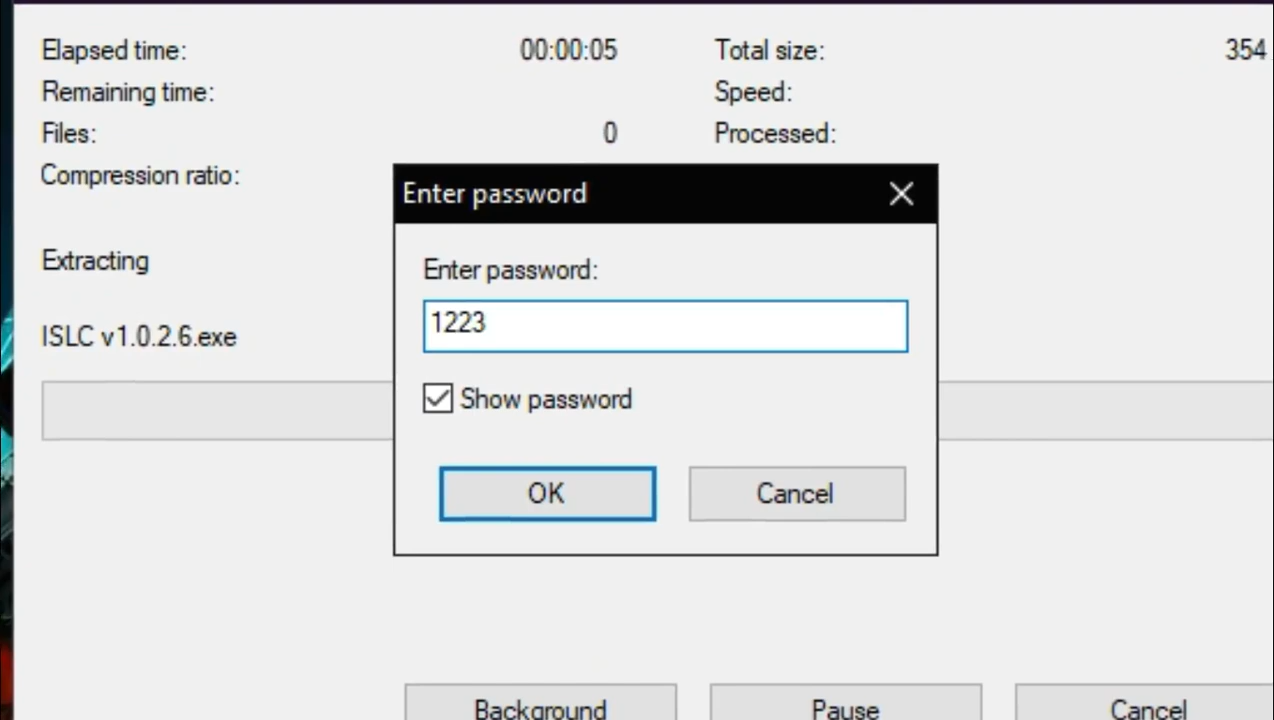 Elapsed time: 00:00:05 Total size: 354
Remaining time: Speed:
Files: 0 Processed:
Compression ratio:
Enter password
Extracting
Enter password:
1223
ISLC v1.0.2.6.exe
Show password
OK Cancel
Background Pause Cancel